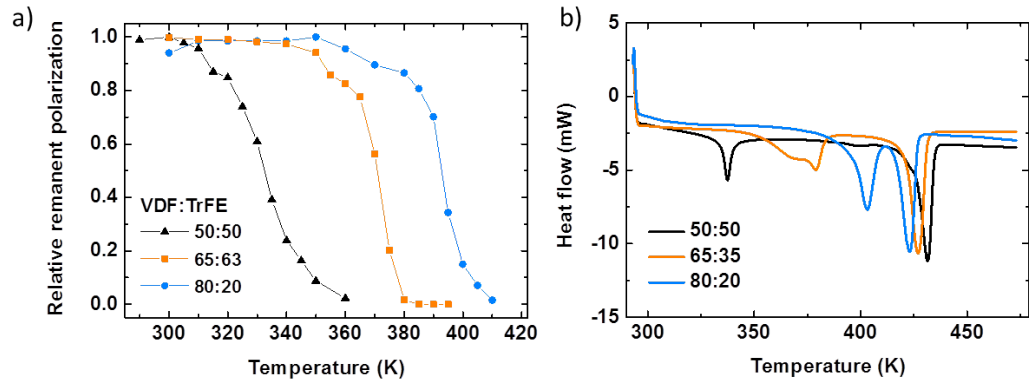 a)
Relative remanent polarization
1.0
0.8
0.6
0.4
0.2
0.0
VDF:TrFE
50:50
65:63
80:20
300 320 340 360 380 400 420
Temperature (K)
b)
Heat flow (mW)
5
0
-5
-10
-15
50:50
65:35
80:20
300 350 400 450
Temperature (K)